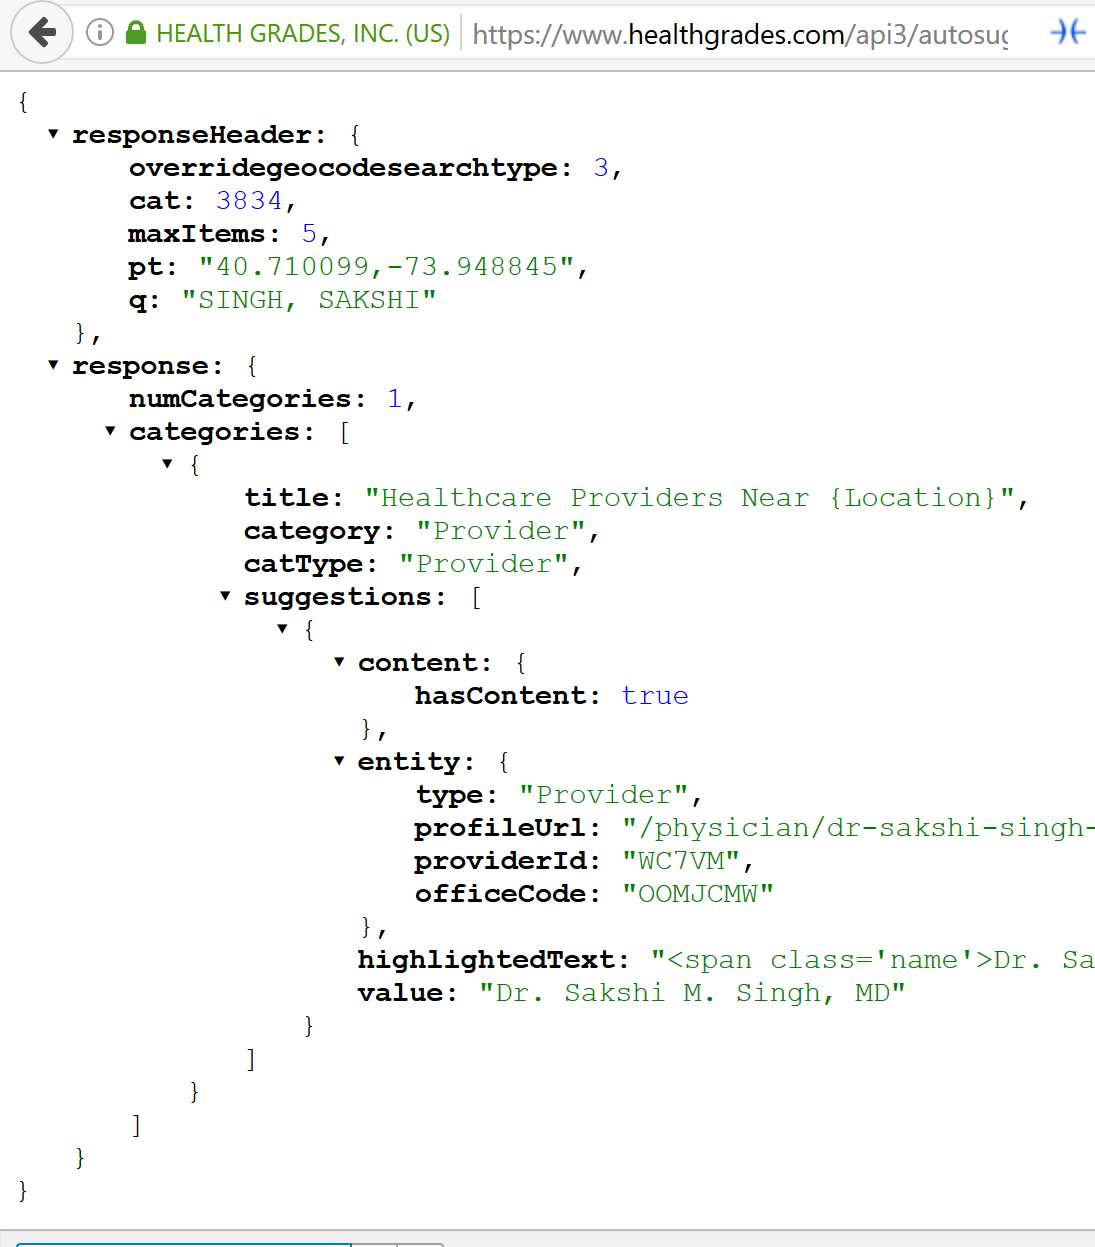 HEALTH GRADES, INC. (US) https://www.healthgrades.com/api3/autosug
{
▼ responseHeader: {
overridegeocodesearchtype: 3,
cat: 3834,
maxItems: 5,
pt: "40.710099,-73.948845",
q: "SINGH, SAKSHI"
},
▼ response: {
numCategories: 1,
▼ categories: [
▼ {
title: "Healthcare Providers Near {Location}",
category: "Provider",
catType: "Provider",
▼ suggestions: [
▼ {
▼ content: {
hasContent: true
},
▼ entity: {
type: "Provider",
profileUrl: "/physician/dr-sakshi-singh-
providerId: "WC7VM",
officeCode: "OOMJCMW"
},
highlightedText: "<span class='name'>Dr. Sa
value: "Dr. Sakshi M. Singh, MD"
}
]
}
]
}
}